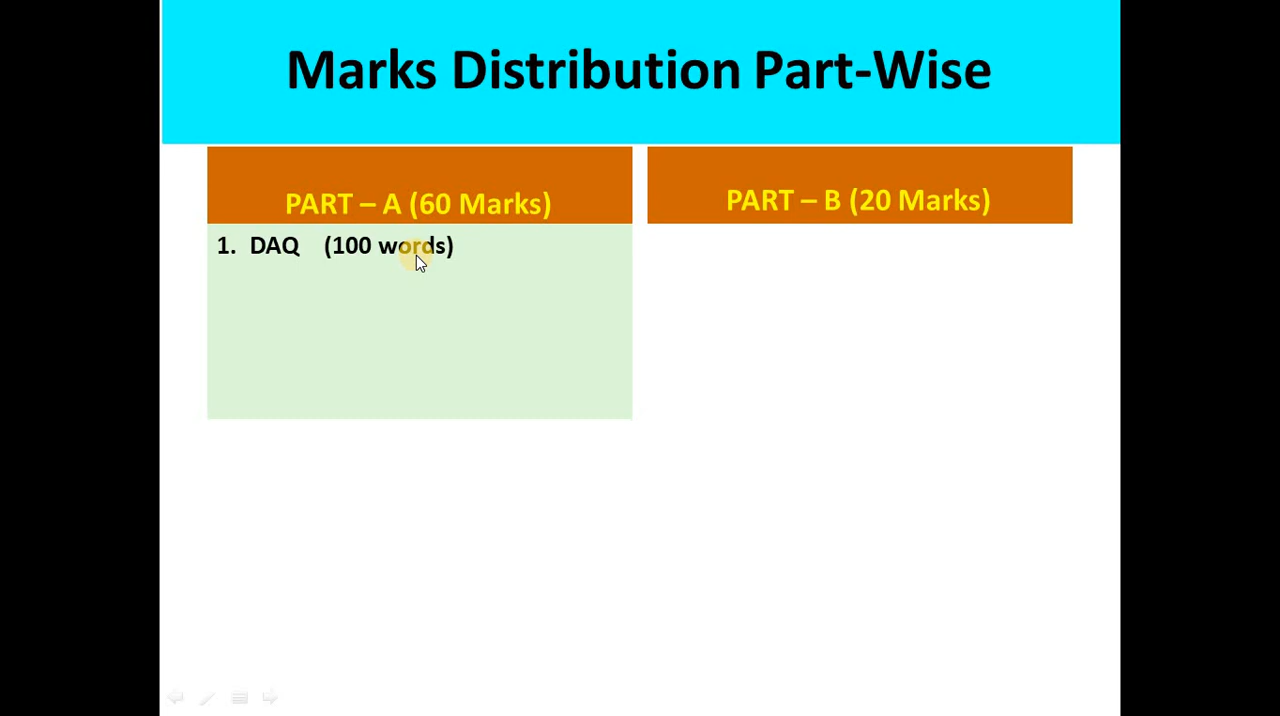 Marks Distribution Part-Wise
PART – A (60 Marks)
PART – B (20 Marks)
1. DAQ (100 words)